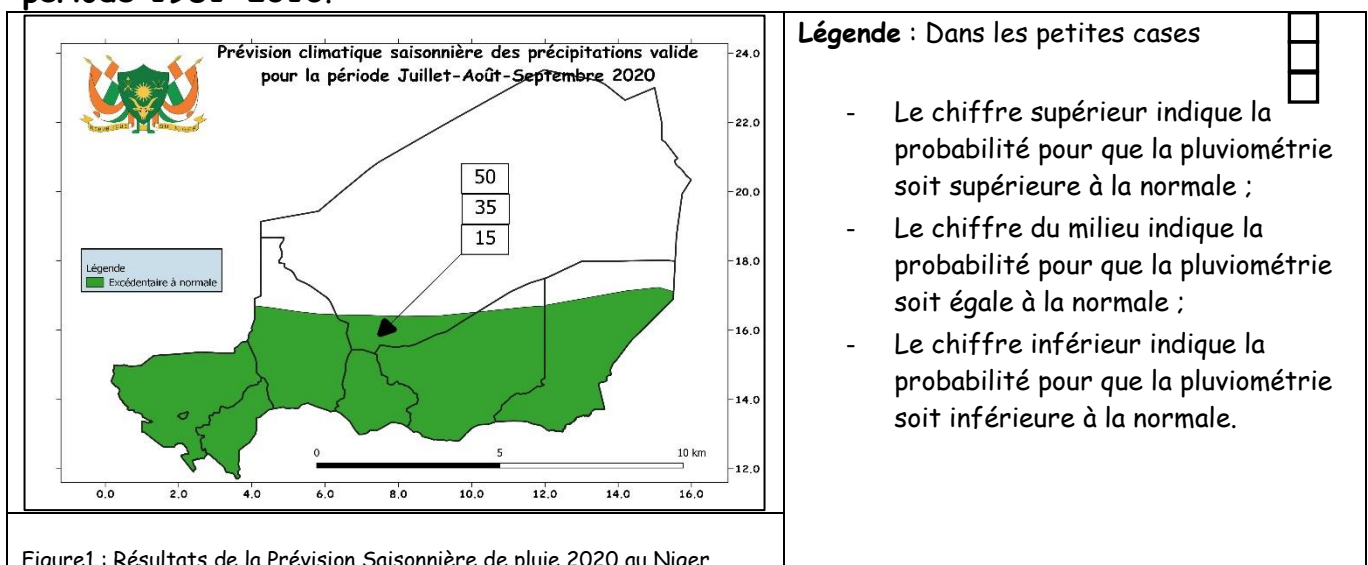 période 1981-2010.
Prévision climatique saisonnière des précipitations valide
pour la période Juillet-Août-Septembre 2020
24.0
22.0
20.0
18.0
16.0
14.0
12.0
50
35
15
Légende
Excédentaire à normale
0 5 10 km
0.0 2.0 4.0 6.0 8.0 10.0 12.0 14.0 16.0
Figure1 : Résultats de la Prévision Saisonnière de pluie 2020 au Niger
Légende : Dans les petites cases
- Le chiffre supérieur indique la
probabilité pour que la pluviométrie
soit supérieure à la normale ;
- Le chiffre du milieu indique la
probabilité pour que la pluviométrie
soit égale à la normale ;
- Le chiffre inférieur indique la
probabilité pour que la pluviométrie
soit inférieure à la normale.